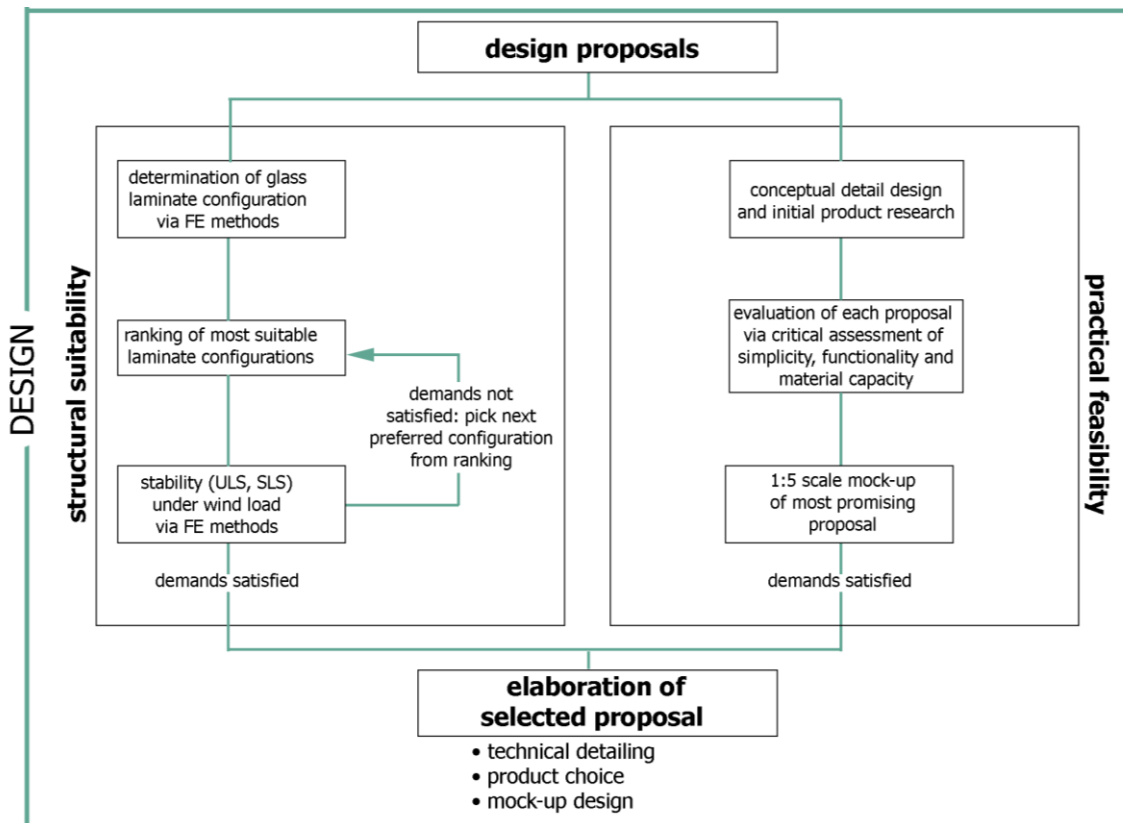 design proposals
DESIGN
structural suitability
determination of glass
laminate configuration
via FE methods
ranking of most suitable
laminate configurations
demands not
satisfied: pick next
preferred configuration
from ranking
stability (ULS, SLS)
under wind load
via FE methods
demands satisfied
practical feasibility
conceptual detail design
and initial product research
evaluation of each proposal
via critical assessment of
simplicity, functionality and
material capacity
1:5 scale mock-up
of most promising
proposal
demands satisfied
elaboration of
selected proposal
• technical detailing
• product choice
• mock-up design